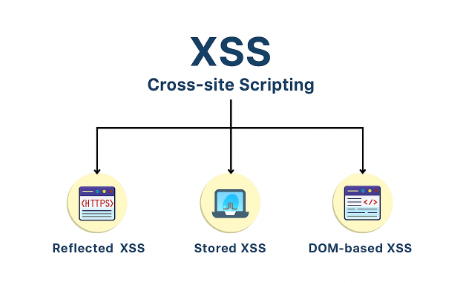 XSS
Cross-site Scripting
<HTTPS>
</>
Reflected XSS
Stored XSS
DOM-based XSS